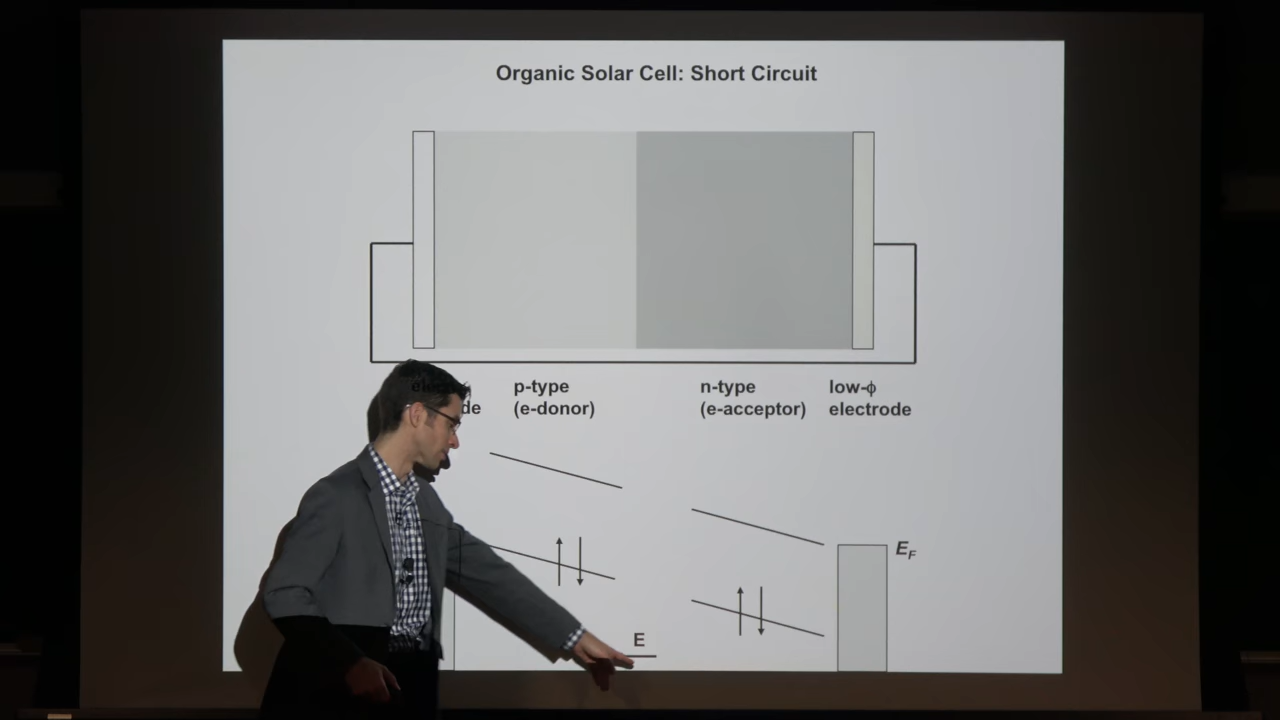 Organic Solar Cell: Short Circuit
p-type
(e-donor)
n-type
(e-acceptor)
low-ϕ
electrode
E_F
E